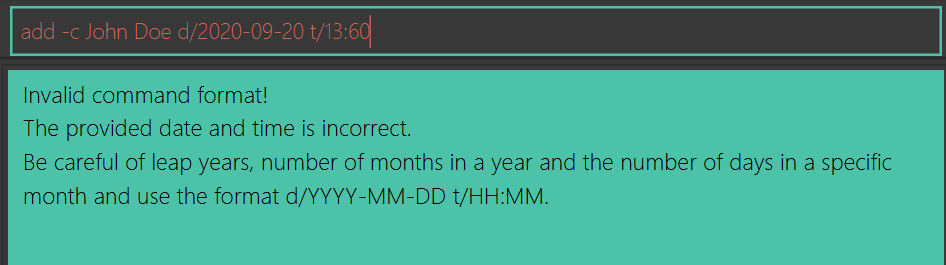 add -c John Doe d/2020-09-20 t/13:60
Invalid command format!
The provided date and time is incorrect.
Be careful of leap years, number of months in a year and the number of days in a specific
month and use the format d/YYYY-MM-DD t/HH:MM.